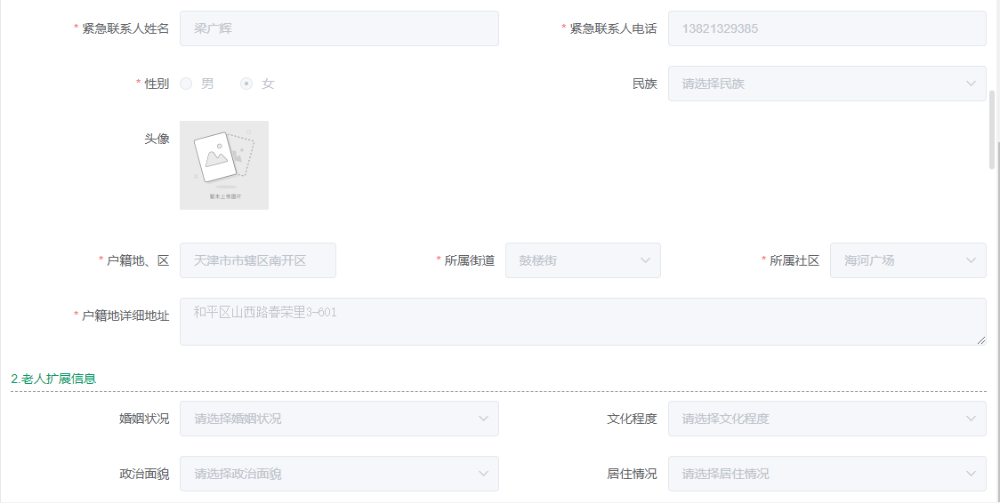 * 紧急联系人姓名 梁广辉 * 紧急联系人电话 13821329385
* 性别 男 女 民族 请选择民族
头像
暂未上传图片
* 户籍地、区 天津市市辖区南开区 * 所属街道 鼓楼街 * 所属社区 海河广场
* 户籍地详细地址 和平区山西路春荣里3-601
2.老人扩展信息
婚姻状况 请选择婚姻状况 文化程度 请选择文化程度
政治面貌 请选择政治面貌 居住情况 请选择居住情况